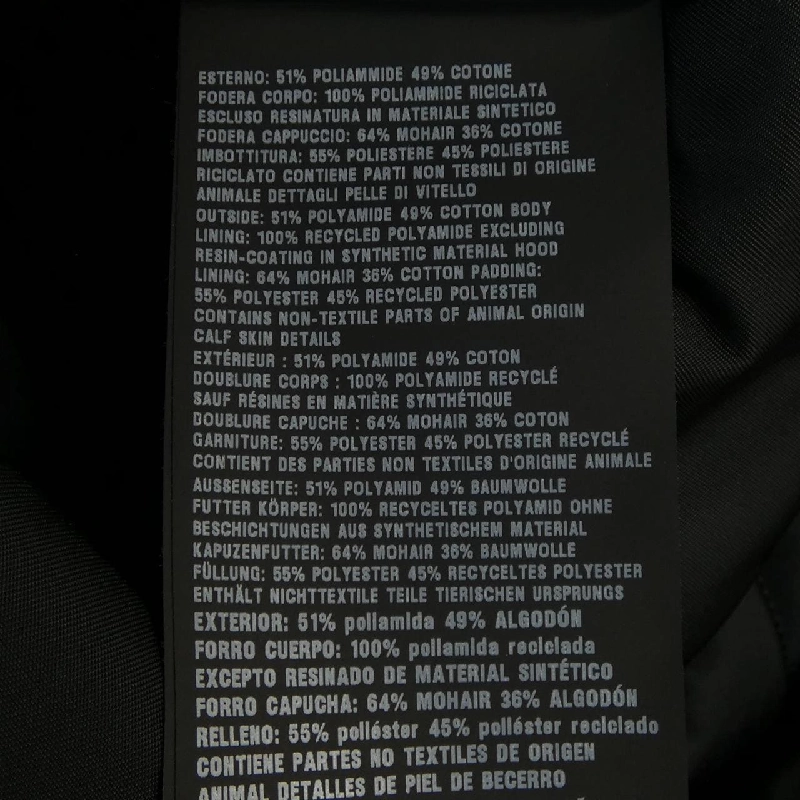 ESTERNO: 51% POLIAMMIDE 49% COTONE
FODERA CORPO: 100% POLIAMMIDE RICICLATA
ESCLUSO RESINATURA IN MATERIALE SINTETICO
FODERA CAPPUCCIO: 64% MOHAIR 36% COTONE
IMBOTTITURA: 55% POLIESTERE 45% POLIESTERE
RICICLATO CONTIENE PARTI NON TESSILI DI ORIGINE
ANIMALE DETTAGLI PELLE DI VITELLO
OUTSIDE: 51% POLYAMIDE 49% COTTON BODY
LINING: 100% RECYCLED POLYAMIDE EXCLUDING
RESIN-COATING IN SYNTHETIC MATERIAL HOOD
LINING: 64% MOHAIR 36% COTTON PADDING:
55% POLYESTER 45% RECYCLED POLYESTER
CONTAINS NON-TEXTILE PARTS OF ANIMAL ORIGIN
CALF SKIN DETAILS
EXTÉRIEUR : 51% POLYAMIDE 49% COTON
DOUBLURE CORPS : 100% POLYAMIDE RECYCLÉ
SAUF RÉSINES EN MATIÈRE SYNTHÉTIQUE
DOUBLURE CAPUCHE : 64% MOHAIR 36% COTON
GARNITURE: 55% POLYESTER 45% POLYESTER RECYCLÉ
CONTIENT DES PARTIES NON TEXTILES D'ORIGINE ANIMALE
AUSSENSEITE: 51% POLYAMID 49% BAUMWOLLE
FUTTER KÖRPER: 100% RECYCELTES POLYAMID OHNE
BESCHICHTUNGEN AUS SYNTHETISCHEM MATERIAL
KAPUZENFUTTER: 64% MOHAIR 36% BAUMWOLLE
FÜLLUNG: 55% POLYESTER 45% RECYCELTES POLYESTER
ENTHÄLT NICHTTEXTILE TEILE TIERISCHEN URSPRUNGS
EXTERIOR: 51% poliamida 49% ALGODÓN
FORRO CUERPO: 100% poliamida reciclada
EXCEPTO RESINADO DE MATERIAL SINTÉTICO
FORRO CAPUCHA: 64% MOHAIR 36% ALGODÓN
RELLENO: 55% poliéster 45% poliéster reciclado
CONTIENE PARTES NO TEXTILES DE ORIGEN
ANIMAL DETALLES DE PIEL DE BECERRO